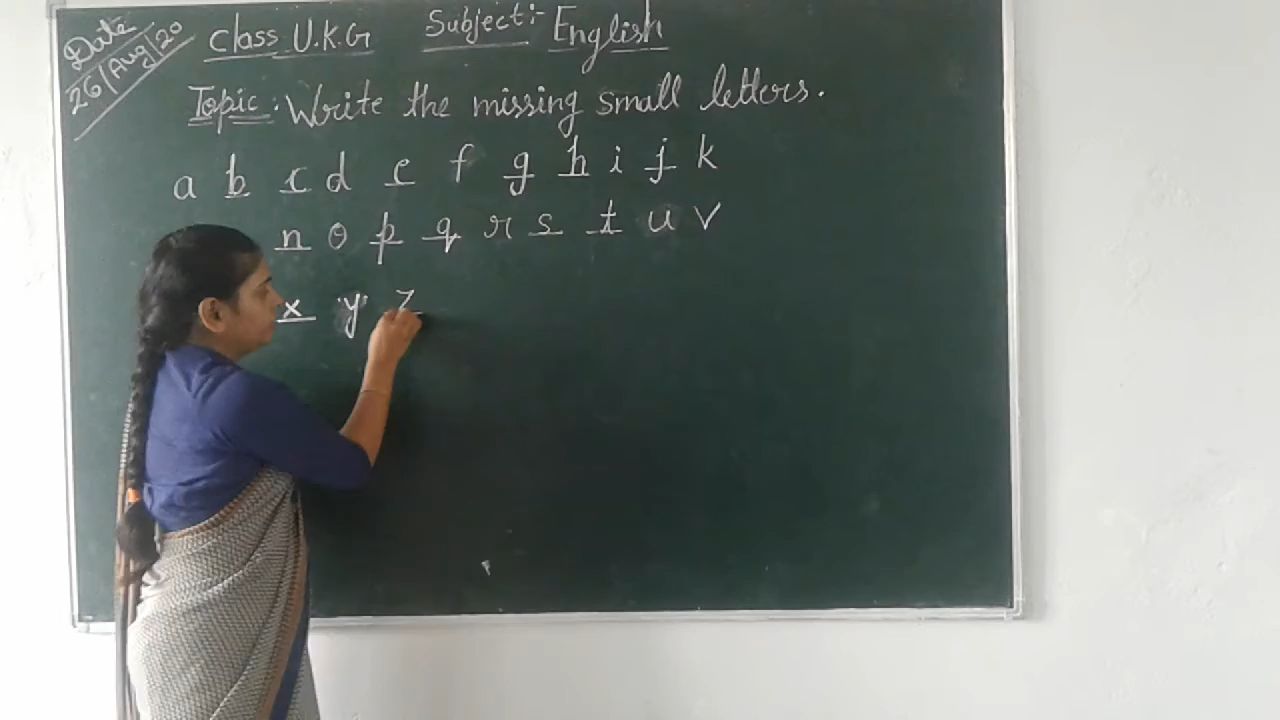 Date
26/Aug/20
Class U.K.G Subject:- English
Topic: Write the missing small letters.
a b c d e f g h i j k
n o p q r s t u v
x y z